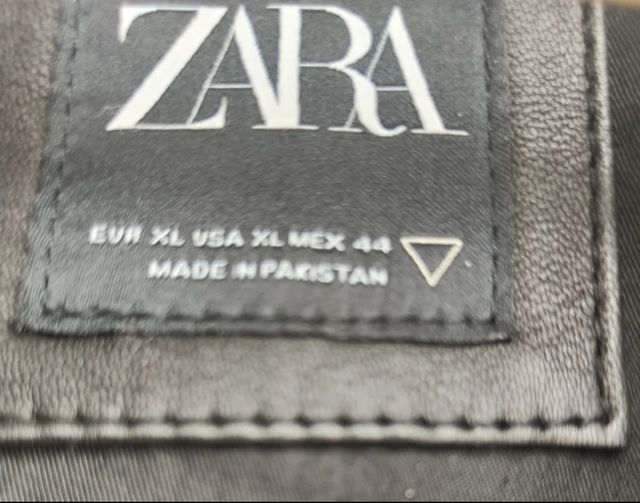 ZARA
EUR XL USA XL MEX 44
MADE IN PAKISTAN